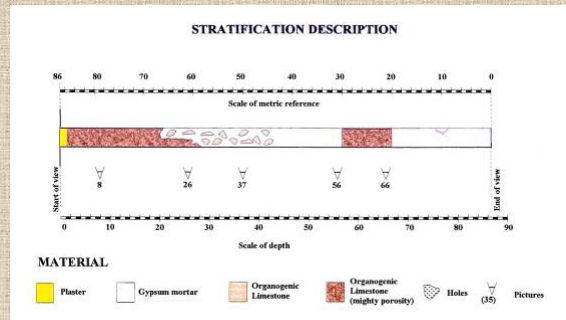 STRATIFICATION DESCRIPTION
86 80 70 60 50 40 30 20 10 0
Scale of metric reference
Start of view
8 26 37 56 66
End of view
0 10 20 30 40 50 60 70 80 90
Scale of depth
MATERIAL
Plaster
Gypsum mortar
Organogenic
Limestone
Organogenic
Limestone
(mighty porosity)
Holes
(35)
Pictures